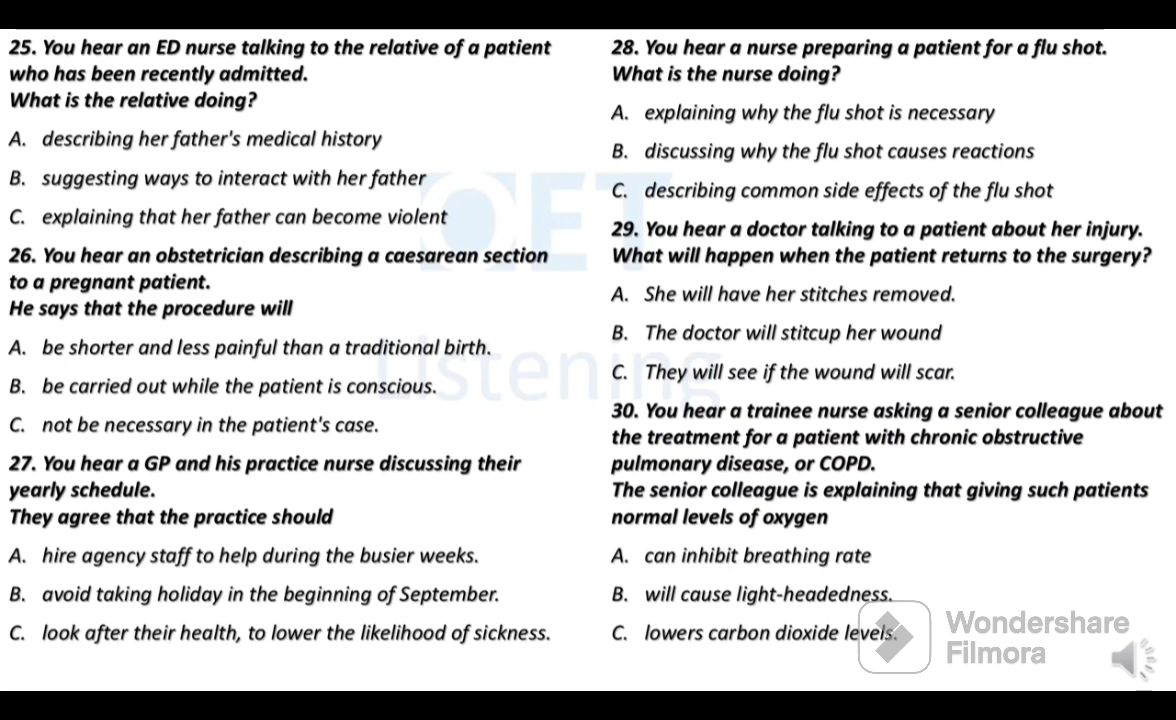 25. You hear an ED nurse talking to the relative of a patient
who has been recently admitted.
What is the relative doing?
A. describing her father's medical history
B. suggesting ways to interact with her father
C. explaining that her father can become violent
26. You hear an obstetrician describing a caesarean section
to a pregnant patient.
He says that the procedure will
A. be shorter and less painful than a traditional birth.
B. be carried out while the patient is conscious.
C. not be necessary in the patient's case.
27. You hear a GP and his practice nurse discussing their
yearly schedule.
They agree that the practice should
A. hire agency staff to help during the busier weeks.
B. avoid taking holiday in the beginning of September.
C. look after their health, to lower the likelihood of sickness.
28. You hear a nurse preparing a patient for a flu shot.
What is the nurse doing?
A. explaining why the flu shot is necessary
B. discussing why the flu shot causes reactions
C. describing common side effects of the flu shot
29. You hear a doctor talking to a patient about her injury.
What will happen when the patient returns to the surgery?
A. She will have her stitches removed.
B. The doctor will stitcup her wound
C. They will see if the wound will scar.
30. You hear a trainee nurse asking a senior colleague about
the treatment for a patient with chronic obstructive
pulmonary disease, or COPD.
The senior colleague is explaining that giving such patients
normal levels of oxygen
A. can inhibit breathing rate
B. will cause light-headedness.
C. lowers carbon dioxide levels.
OET
Listening
Wondershare
Filmora